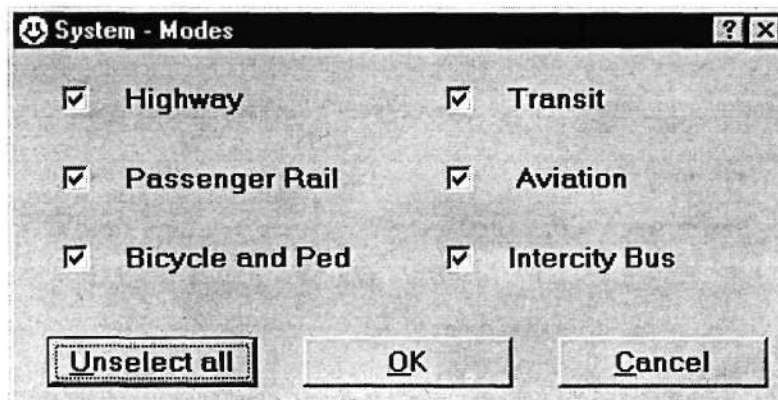 System - Modes
Highway Transit
Passenger Rail Aviation
Bicycle and Ped Intercity Bus
Unselect all OK Cancel